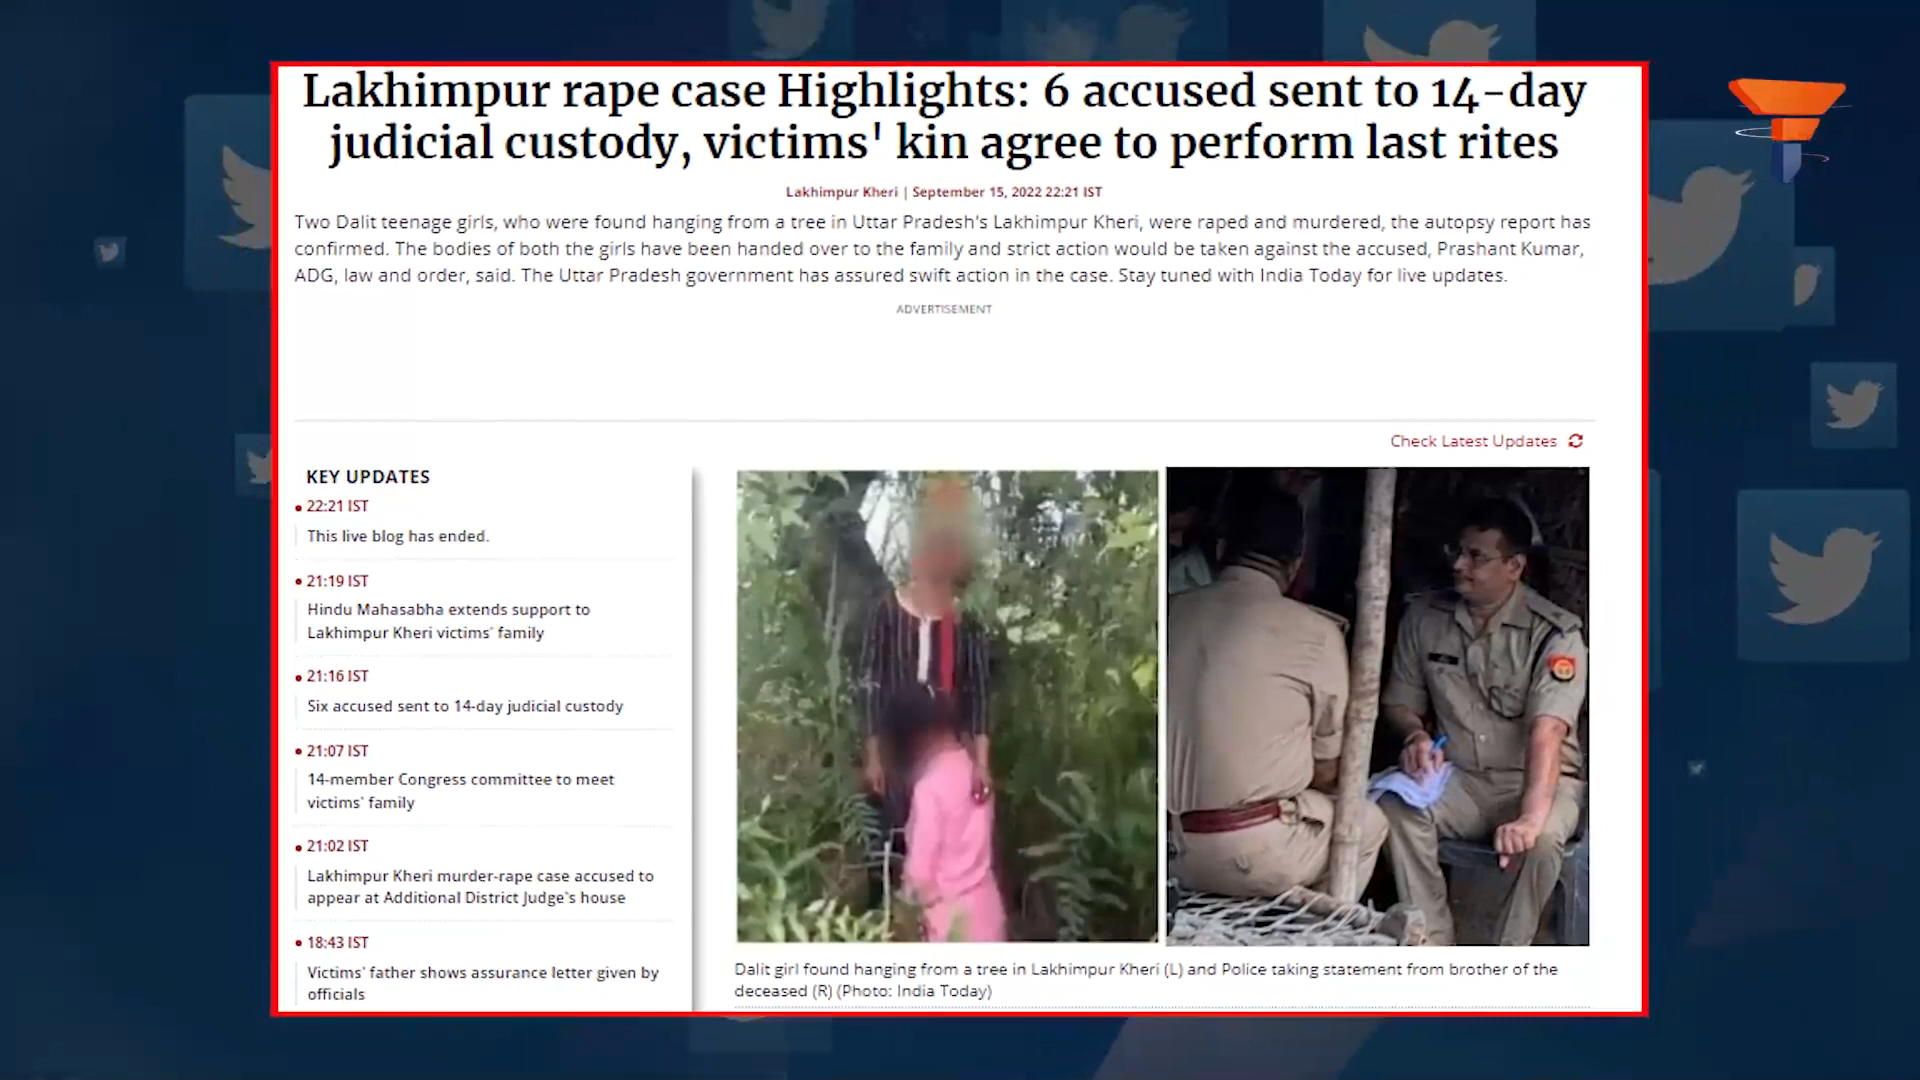 Lakhimpur rape case Highlights: 6 accused sent to 14-day
judicial custody, victims' kin agree to perform last rites
Lakhimpur Kheri | September 15, 2022 22:21 IST
Two Dalit teenage girls, who were found hanging from a tree in Uttar Pradesh's Lakhimpur Kheri, were raped and murdered, the autopsy report has
confirmed. The bodies of both the girls have been handed over to the family and strict action would be taken against the accused, Prashant Kumar,
ADG, law and order, said. The Uttar Pradesh government has assured swift action in the case. Stay tuned with India Today for live updates.
ADVERTISEMENT
Check Latest Updates
KEY UPDATES
22:21 IST
This live blog has ended.
21:19 IST
Hindu Mahasabha extends support to
Lakhimpur Kheri victims' family
21:16 IST
Six accused sent to 14-day judicial custody
21:07 IST
14-member Congress committee to meet
victims' family
21:02 IST
Lakhimpur Kheri murder-rape case accused to
appear at Additional District Judge's house
18:43 IST
Victims' father shows assurance letter given by
officials
Dalit girl found hanging from a tree in Lakhimpur Kheri (L) and Police taking statement from brother of the
deceased (R) (Photo: India Today)